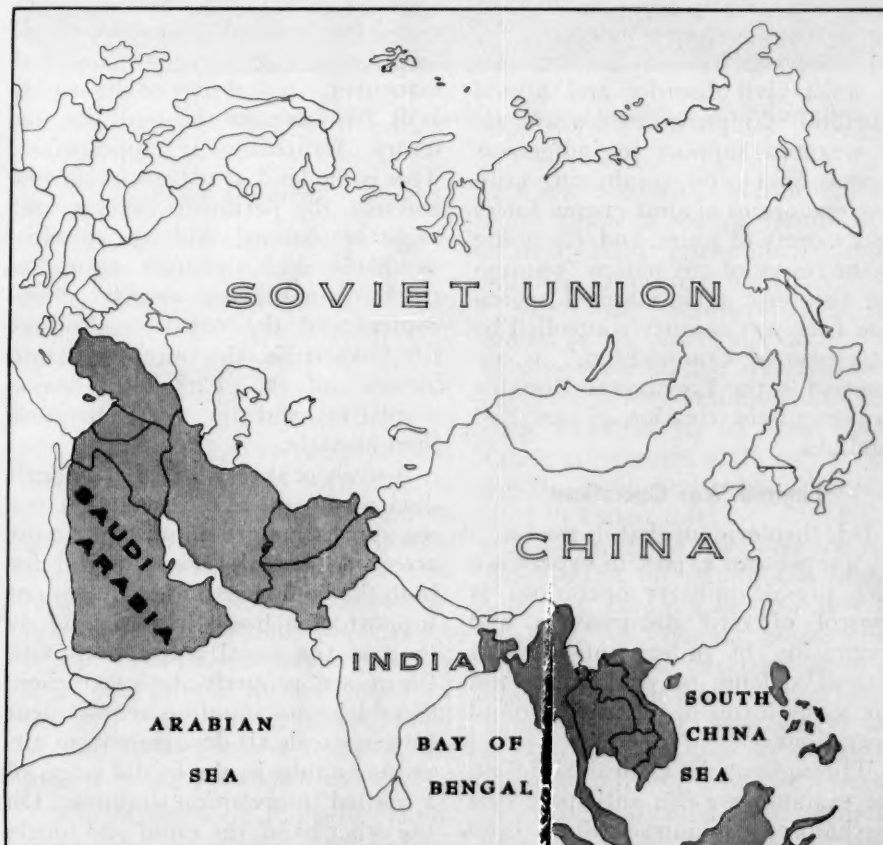 SOVIET UNION
CHINA
SAUDI
ARABIA
INDIA
ARABIAN
SEA
BAY OF
BENGAL
SOUTH
CHINA
SEA